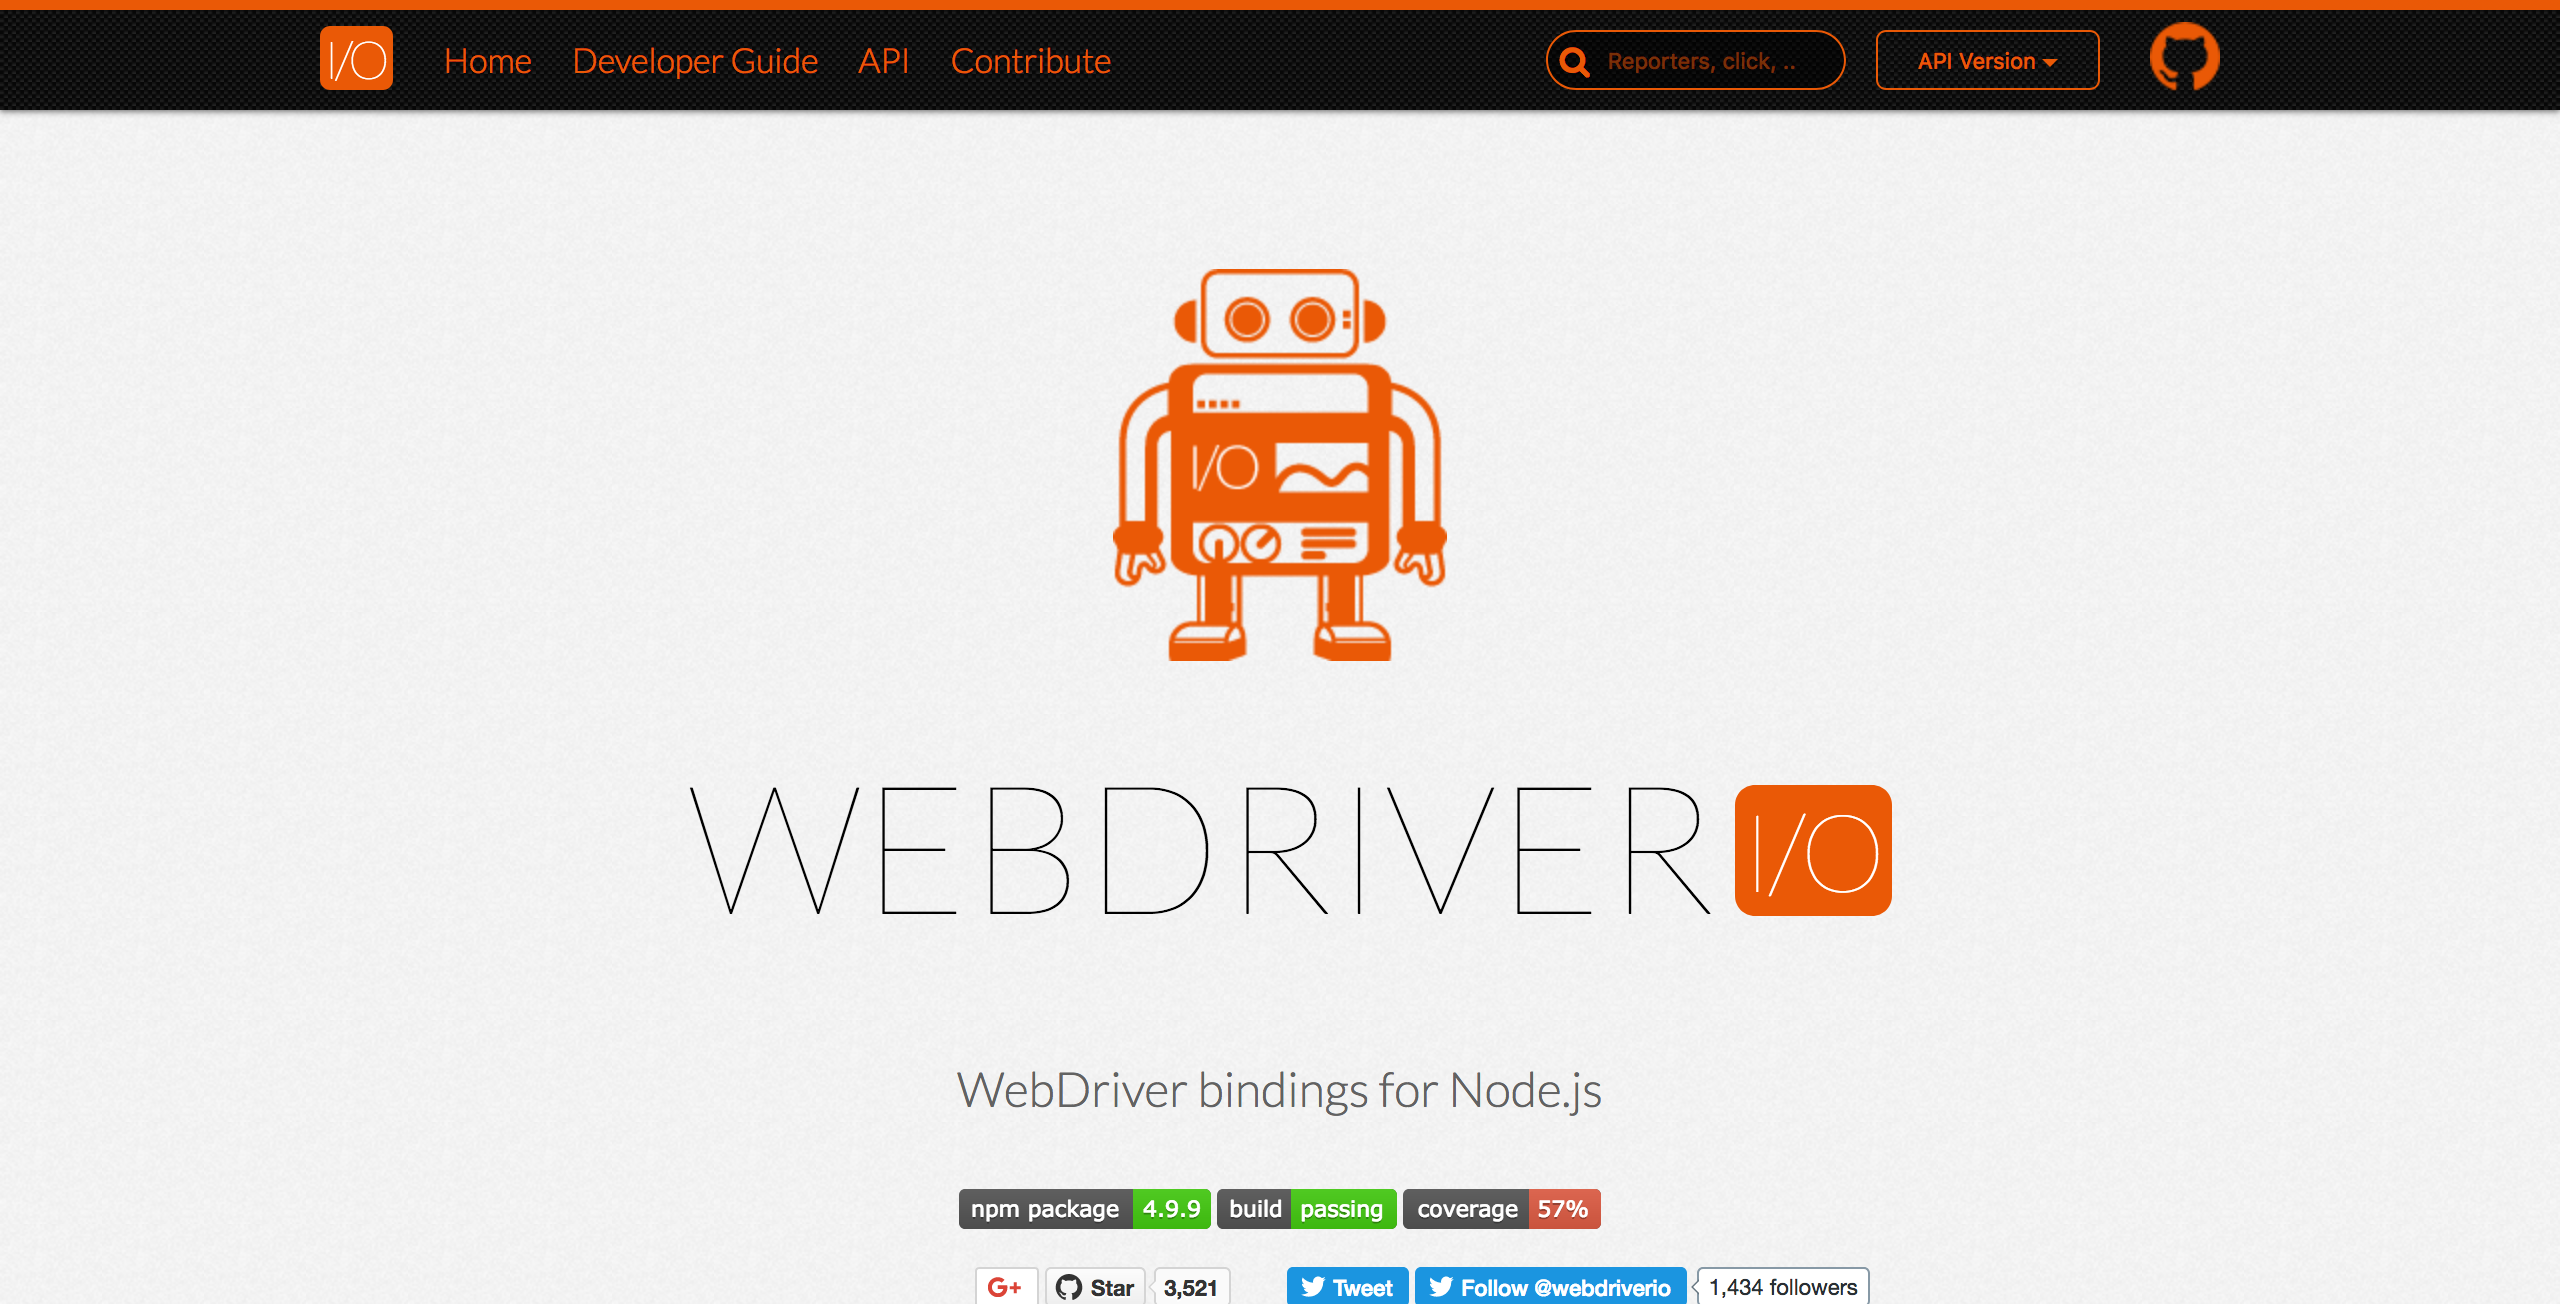 I/O Home Developer Guide API Contribute Reporters, click, .. API Version
I/O
WEBDRIVER I/O
WebDriver bindings for Node.js
npm package 4.9.9 build passing coverage 57%
G+ Star 3,521 Tweet Follow @webdriverio 1,434 followers